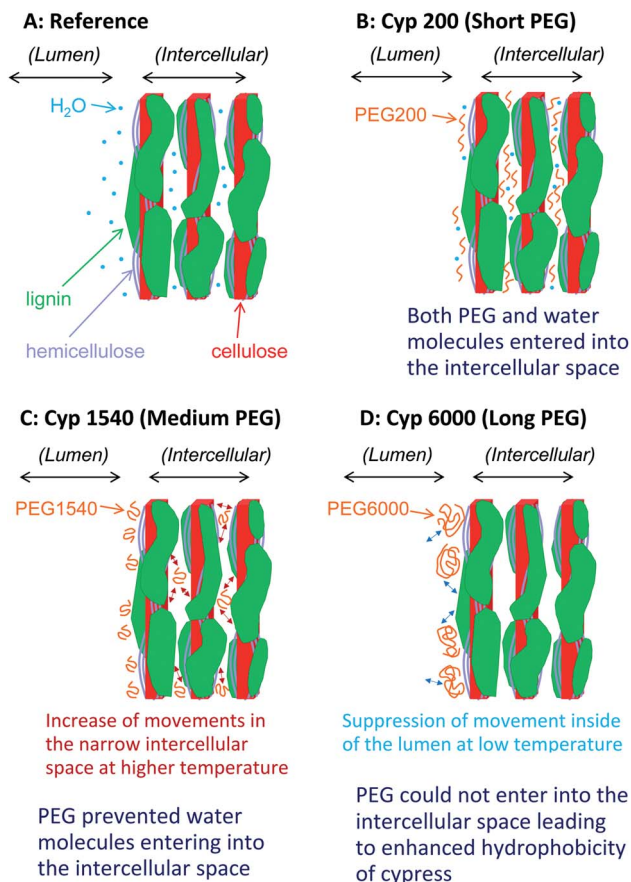 A: Reference
(Lumen)
(Intercellular)
H2O
lignin
hemicellulose
cellulose
B: Cyp 200 (Short PEG)
(Lumen)
(Intercellular)
PEG200
Both PEG and water
molecules entered into
the intercellular space
C: Cyp 1540 (Medium PEG)
(Lumen)
(Intercellular)
PEG1540
Increase of movements in
the narrow intercellular
space at higher temperature
PEG prevented water
molecules entering into
the intercellular space
D: Cyp 6000 (Long PEG)
(Lumen)
(Intercellular)
PEG6000
Suppression of movement inside
of the lumen at low temperature
PEG could not enter into the
intercellular space leading
to enhanced hydrophobicity
of cypress